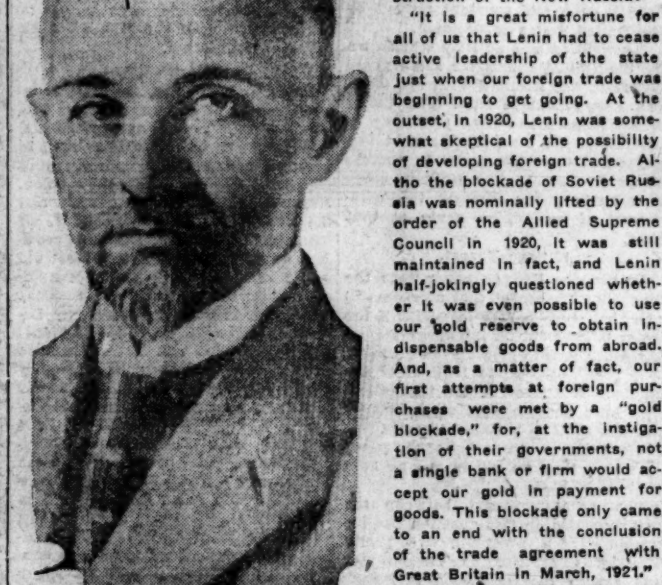 struction of the New Russia.
"It is a great misfortune for
all of us that Lenin had to cease
active leadership of the state
just when our foreign trade was
beginning to get going. At the
outset, in 1920, Lenin was some-
what skeptical of the possibility
of developing foreign trade. Al-
tho the blockade of Soviet Rus-
sia was nominally lifted by the
order of the Allied Supreme
Council in 1920, it was still
maintained in fact, and Lenin
half-jokingly questioned wheth-
er it was even possible to use
our gold reserve to obtain in-
dispensable goods from abroad.
And, as a matter of fact, our
first attempts at foreign pur-
chases were met by a "gold
blockade," for, at the instiga-
tion of their governments, not
a single bank or firm would ac-
cept our gold in payment for
goods. This blockade only came
to an end with the conclusion
of the trade agreement with
Great Britain in March, 1921."